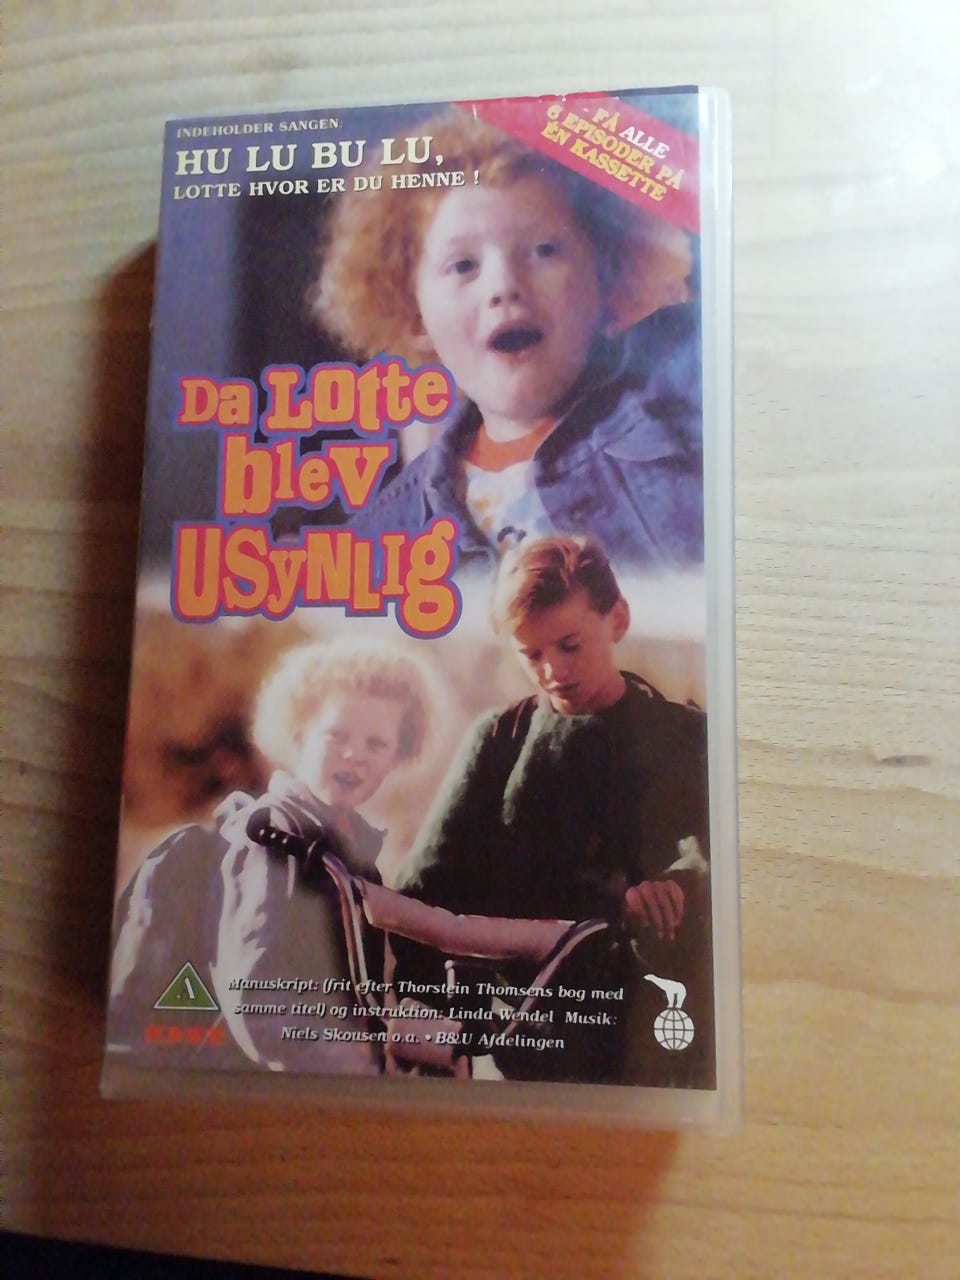 INDEHOLDER SANGEN:
HU LU BU LU,
LOTTE HVOR ER DU HENNE !
FÅ ALLE
6 EPISODER PÅ
ÉN KASSETTE
Da LOtte
blev
USyNLIg
A
Manuskript: (frit efter Thorstein Thomsens bog med
samme titel) og instruktion: Linda Wendel Musik:
Niels Skousen o.a. • B&U Afdelingen